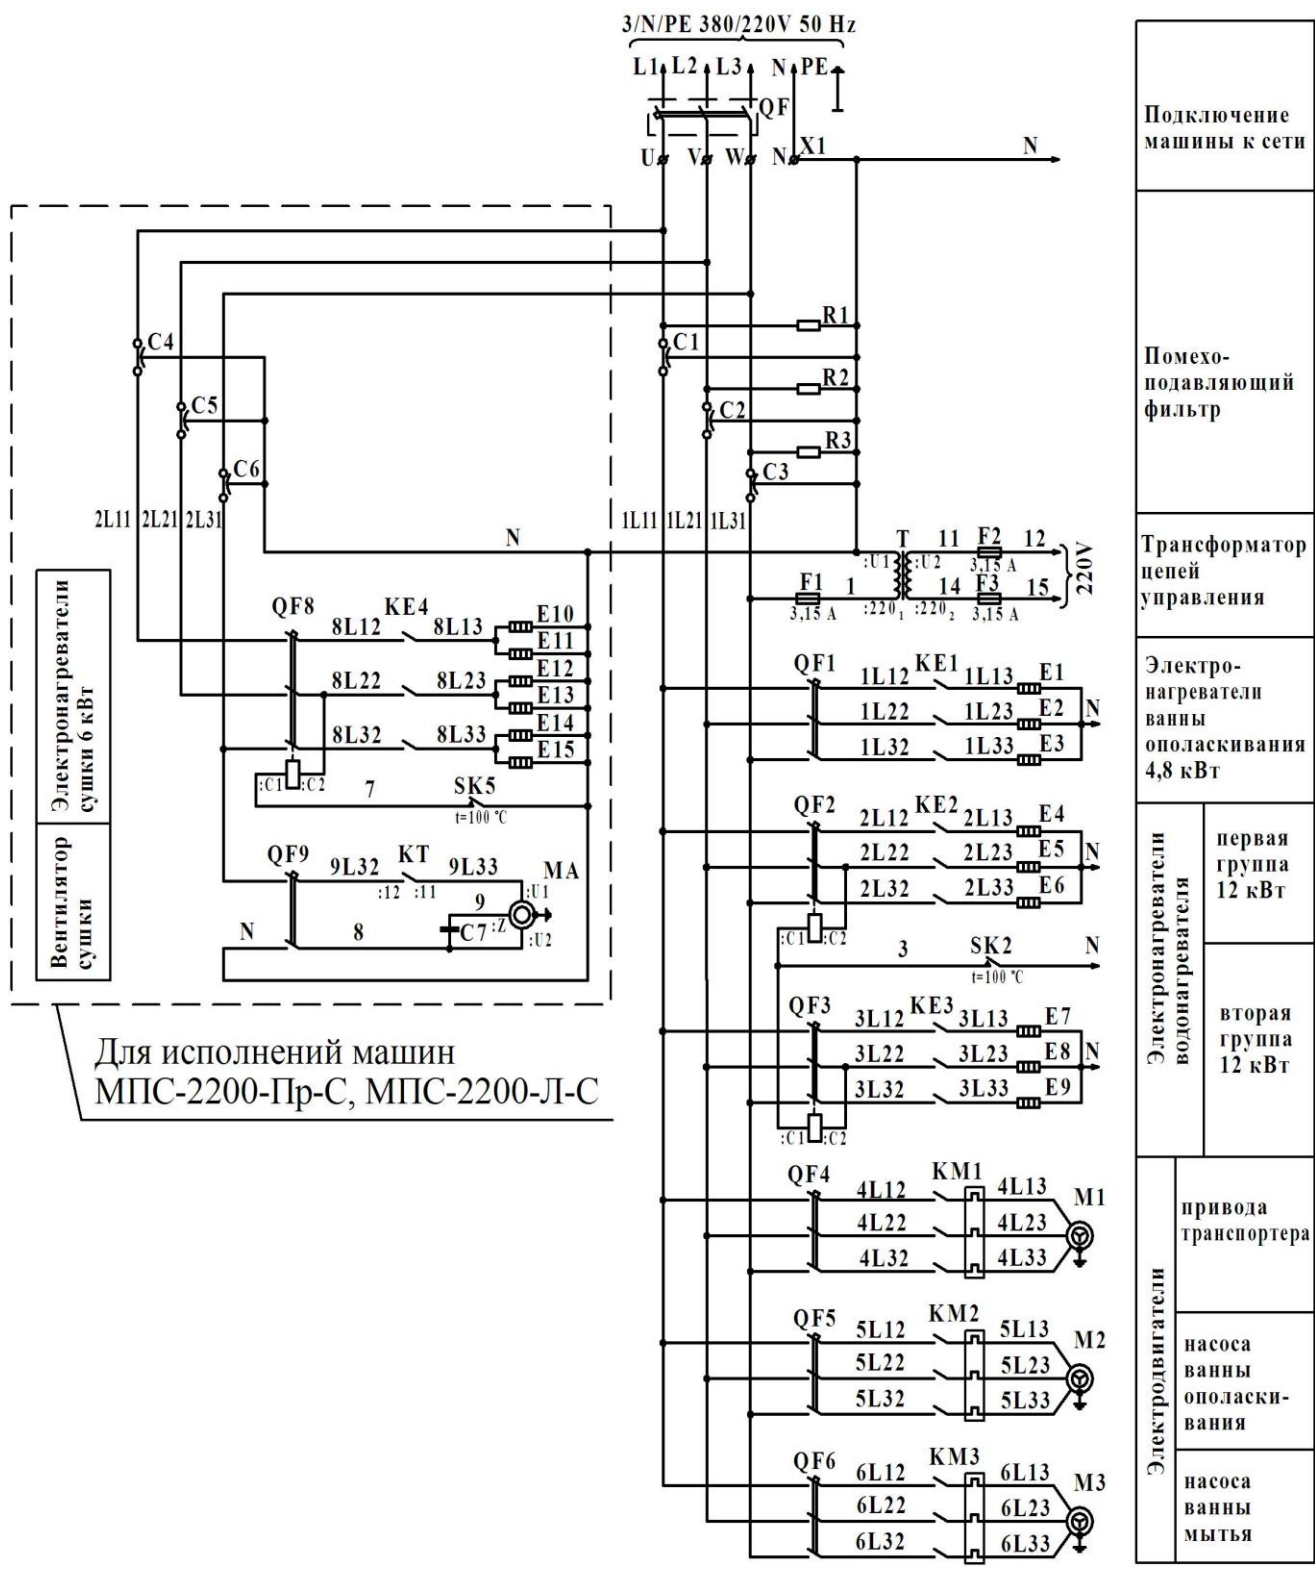 3/N/PE 380/220V 50 Hz
L1 L2 L3 N PE
QF
U V W N X1 N
Подключение
машины к сети
R1
C4 C1
R2
C5 C2
R3
C6 C3
Помехо-
подавляющий
фильтр
2L11 2L21 2L31 1L11 1L21 1L31
N
T 11 F2 12
:U1 :U2 3,15 А
F1 1 14 F3 15
3,15 А :220₁ :220₂ 3,15 А
220V
Трансформатор
цепей
управления
Электронагреватели
сушки 6 кВт
QF8 KE4
8L12 8L13 E10
E11
8L22 8L23 E12
E13
8L32 8L33 E14
E15
:C1 :C2
7 SK5
t=100 °C
Вентилятор
сушки
QF9 9L32 KT 9L33 MA
:12 :11 :U1
9
N 8 C7 :Z
:U2
Для исполнений машин
МПС-2200-Пр-С, МПС-2200-Л-С
QF1 KE1
1L12 1L13 E1
1L22 1L23 E2 N
1L32 1L33 E3
Электро-
нагреватели
ванны
ополаскивания
4,8 кВт
QF2 KE2
2L12 2L13 E4
2L22 2L23 E5 N
2L32 2L33 E6
:C1 :C2
3 SK2 N
t=100 °C
QF3 KE3
3L12 3L13 E7
3L22 3L23 E8 N
3L32 3L33 E9
:C1 :C2
Электронагреватели
водонагревателя
первая
группа
12 кВт
вторая
группа
12 кВт
QF4 KM1
4L12 4L13 M1
4L22 4L23
4L32 4L33
QF5 KM2
5L12 5L13 M2
5L22 5L23
5L32 5L33
QF6 KM3
6L12 6L13 M3
6L22 6L23
6L32 6L33
Электродвигатели
привода
транспортера
насоса
ванны
ополаски-
вания
насоса
ванны
мытья